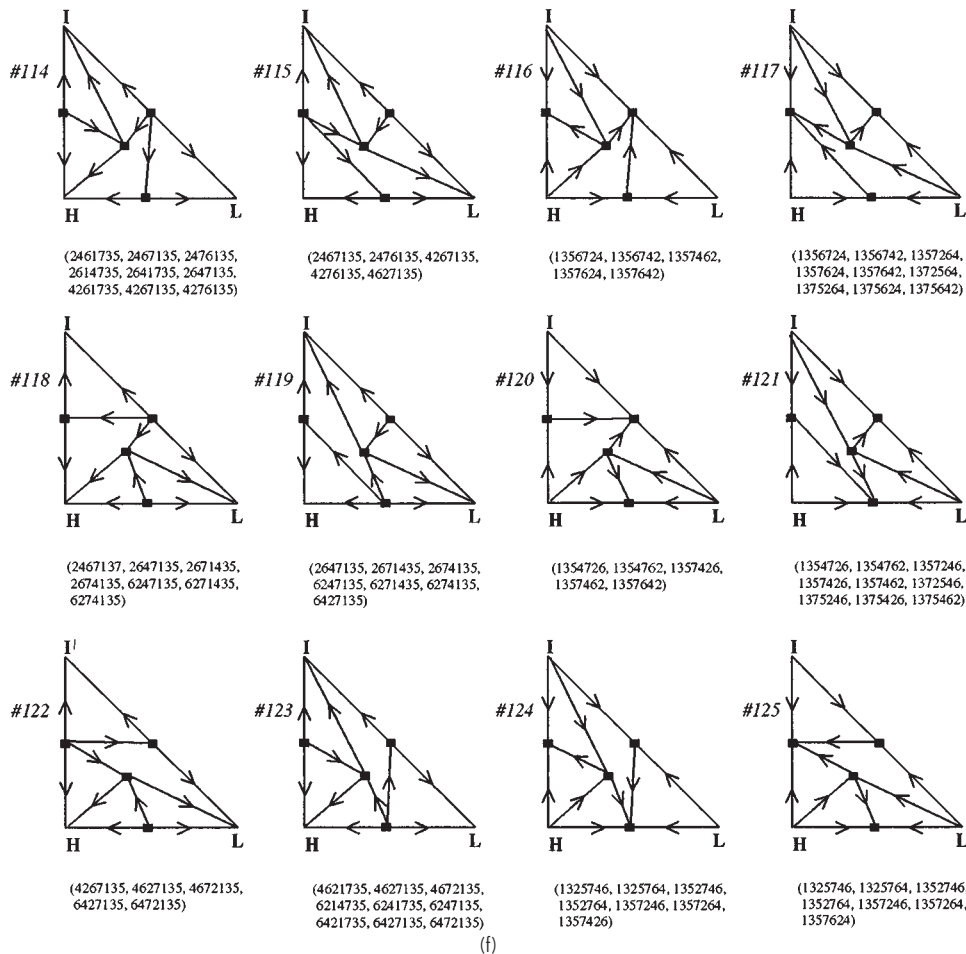 I I I I
#114 #115 #116 #117
H L H L H L H L
(2461735, 2467135, 2476135, (2467135, 2476135, 4267135, (1356724, 1356742, 1357462, (1356724, 1356742, 1357264,
2614735, 2641735, 2647135, 4276135, 4627135) 1357624, 1357642) 1357624, 1357642, 1372564,
4261735, 4267135, 4276135) 1375264, 1375624, 1375642)
I I I I
#118 #119 #120 #121
H L H L H L H L
(2467137, 2647135, 2671435, (2647135, 2671435, 2674135, (1354726, 1354762, 1357426, (1354726, 1354762, 1357246,
2674135, 6247135, 6271435, 6247135, 6271435, 6274135, 1357462, 1357642) 1357426, 1357462, 1372546,
6274135) 6427135) 1375246, 1375426, 1375462)
I I I I
#122 #123 #124 #125
H L H L H L H L
(4267135, 4627135, 4672135, (4621735, 4627135, 4672135, (1325746, 1325764, 1352746, (1325746, 1325764, 1352746,
6427135, 6472135) 6214735, 6241735, 6247135, 1352764, 1357246, 1357264, 1352764, 1357246, 1357264,
6421735, 6427135, 6472135) 1357426) 1357624)
(f)